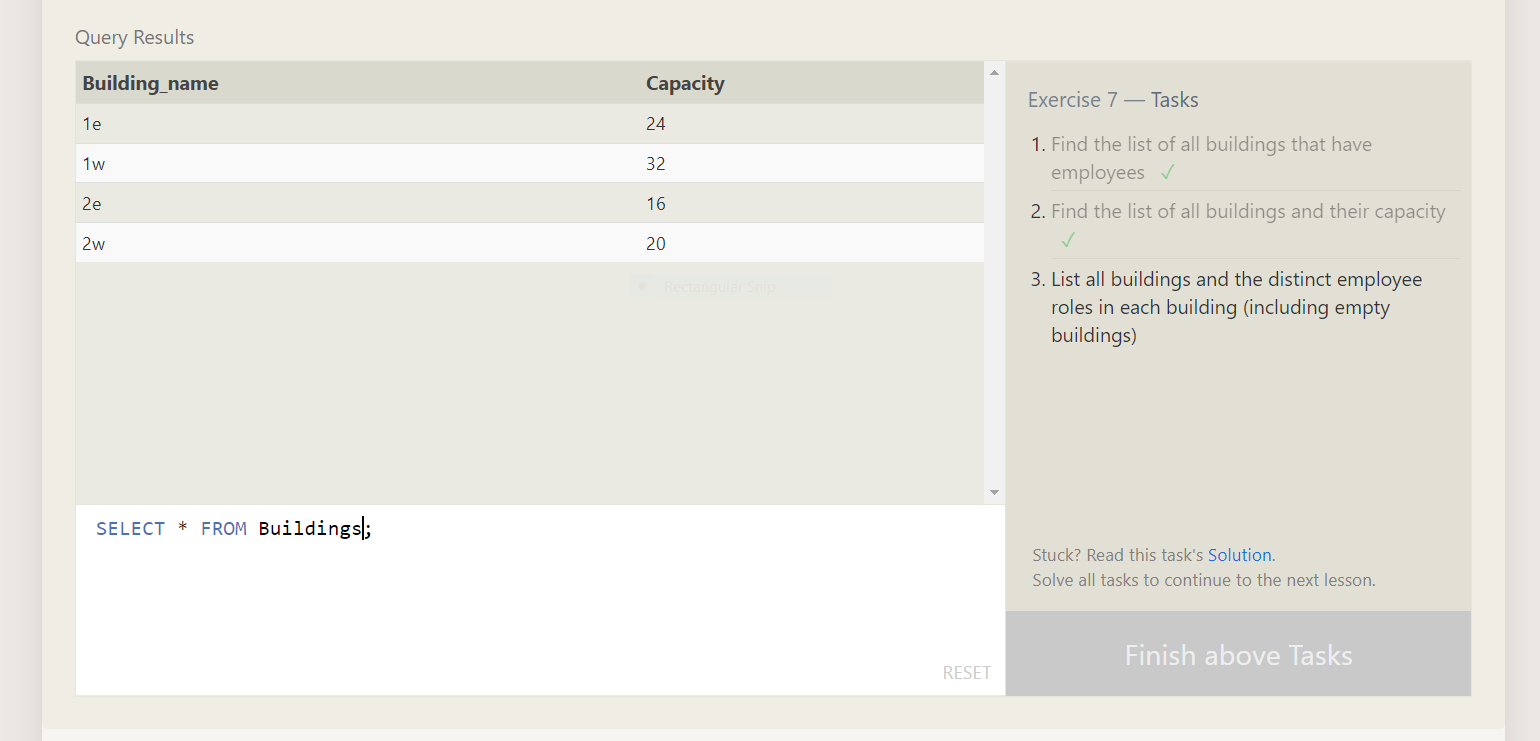 Query Results
Building_name Capacity
1e 24
1w 32
2e 16
2w 20
Rectangular Snip
SELECT * FROM Buildings;
RESET
Exercise 7 — Tasks
1. Find the list of all buildings that have
employees ✓
2. Find the list of all buildings and their capacity
✓
3. List all buildings and the distinct employee
roles in each building (including empty
buildings)
Stuck? Read this task's Solution.
Solve all tasks to continue to the next lesson.
Finish above Tasks